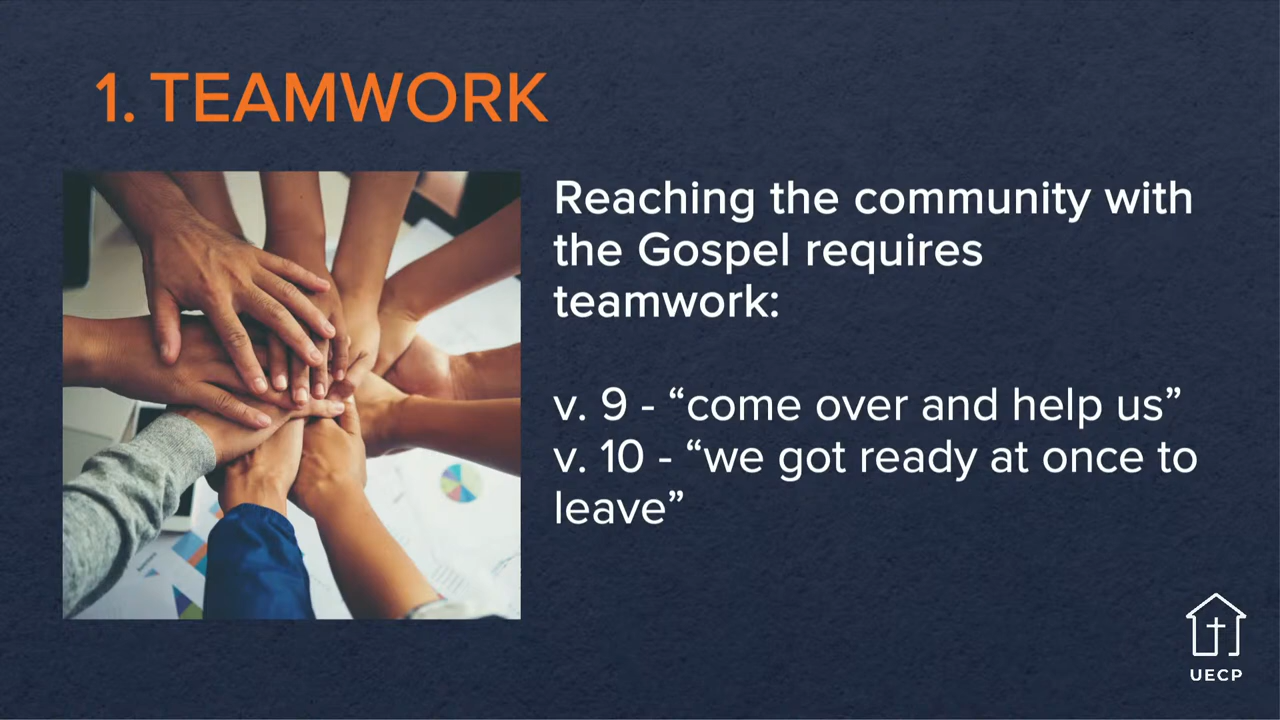 1. TEAMWORK
Reaching the community with
the Gospel requires
teamwork:
v. 9 - “come over and help us”
v. 10 - “we got ready at once to
leave”
UECP